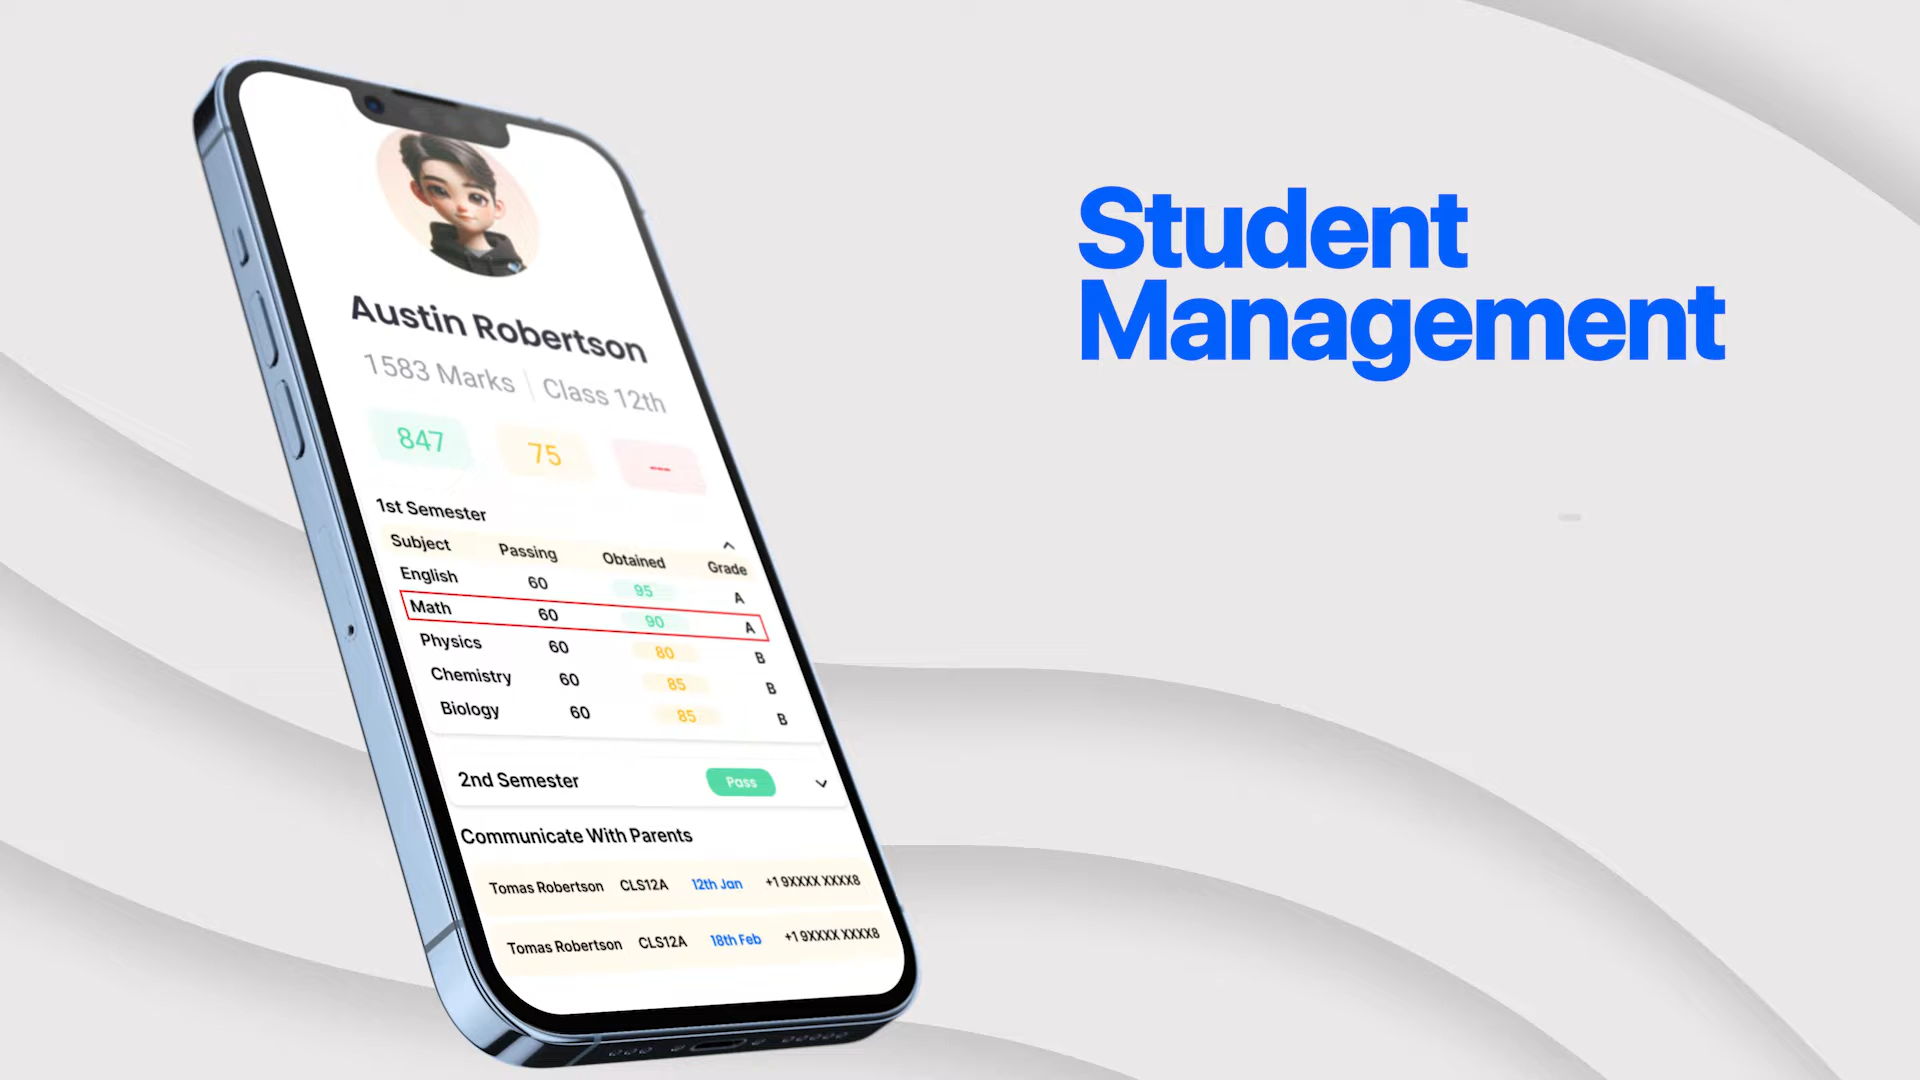 Student
Management
Austin Robertson
1583 Marks | Class 12th
847 75 ---
1st Semester
Subject Passing Obtained Grade
English 60 95 A
Math 60 90 A
Physics 60 80 B
Chemistry 60 85 B
Biology 60 85 B
2nd Semester Pass
Communicate With Parents
Tomas Robertson CLS12A 12th Jan +1 9XXXX XXXX8
Tomas Robertson CLS12A 18th Feb +1 9XXXX XXXX8